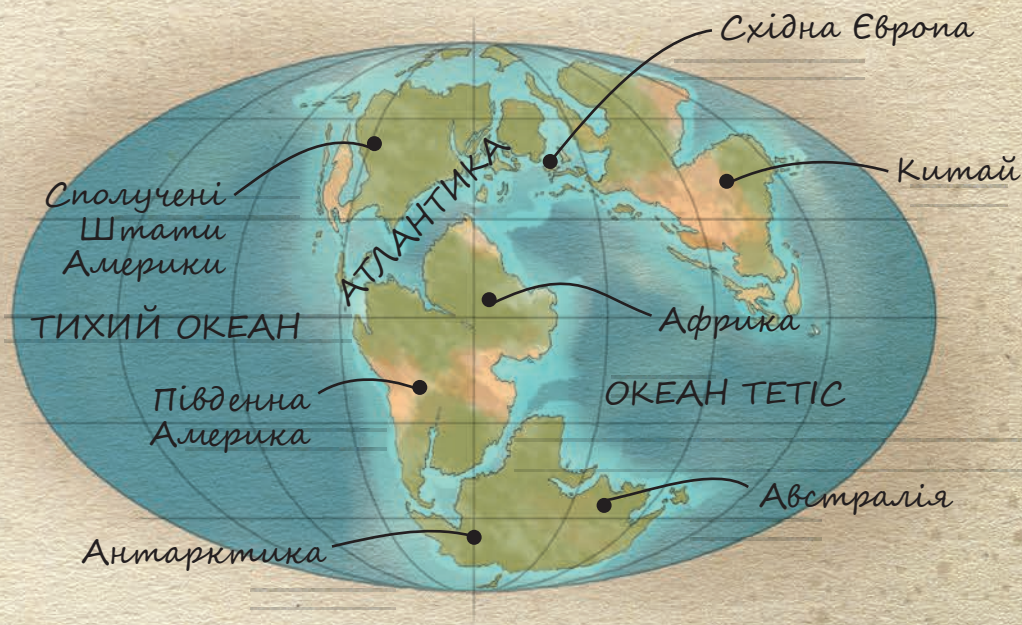 Східна Європа
АТЛАНТИКА
Китай
Сполучені
Штати
Америки
Африка
ТИХИЙ ОКЕАН
Південна
Америка
ОКЕАН ТЕТІС
Австралія
Антарктика